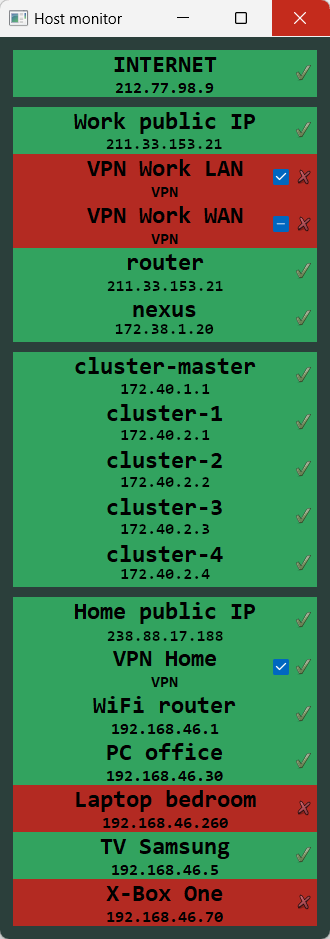 Host monitor
INTERNET
212.77.98.9
Work public IP
211.33.153.21
VPN Work LAN
VPN
VPN Work WAN
VPN
router
211.33.153.21
nexus
172.38.1.20
cluster-master
172.40.1.1
cluster-1
172.40.2.1
cluster-2
172.40.2.2
cluster-3
172.40.2.3
cluster-4
172.40.2.4
Home public IP
238.88.17.188
VPN Home
VPN
WiFi router
192.168.46.1
PC office
192.168.46.30
Laptop bedroom
192.168.46.260
TV Samsung
192.168.46.5
X-Box One
192.168.46.70